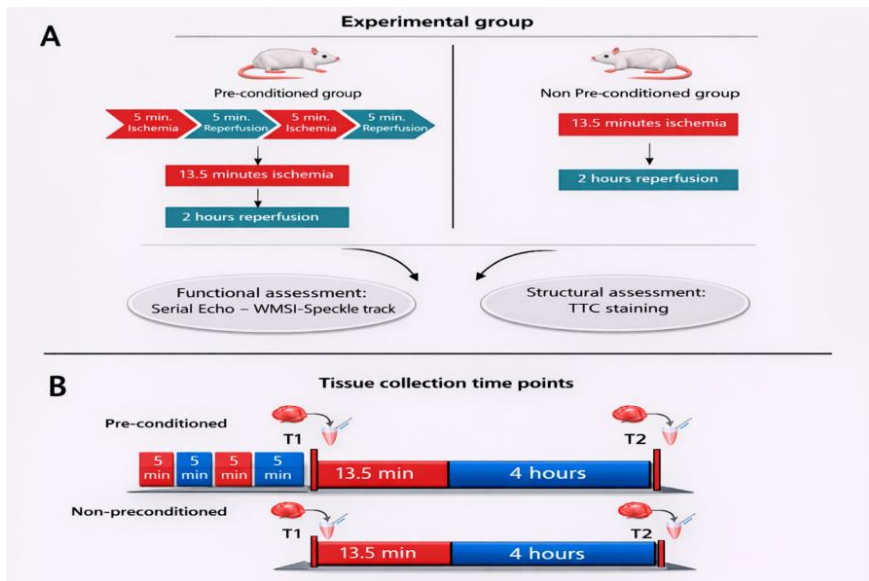 A
Experimental group
Pre-conditioned group
5 min. Ischemia
5 min. Reperfusion
5 min. Ischemia
5 min. Reperfusion
13.5 minutes ischemia
2 hours reperfusion
Non Pre-conditioned group
13.5 minutes ischemia
2 hours reperfusion
Functional assessment:
Serial Echo – WMSI-Speckle track
Structural assessment:
TTC staining
B
Tissue collection time points
Pre-conditioned
T1
T2
5 min
5 min
5 min
5 min
13.5 min
4 hours
Non-preconditioned
T1
T2
13.5 min
4 hours